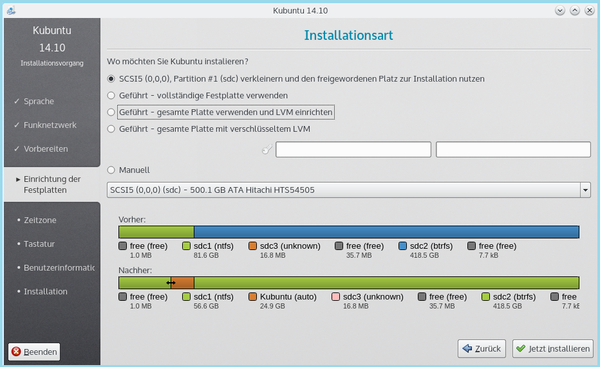 Kubuntu 14.10
Kubuntu
14.10
Installationsvorgang
✓ Sprache
✓ Funknetzwerk
✓ Vorbereiten
▸ Einrichtung der
Festplatten
• Zeitzone
• Tastatur
• Benutzerinformatic
• Installation
Beenden
Installationsart
Wo möchten Sie Kubuntu installieren?
SCSI5 (0,0,0), Partition #1 (sdc) verkleinern und den freigewordenen Platz zur Installation nutzen
Geführt - vollständige Festplatte verwenden
Geführt - gesamte Platte verwenden und LVM einrichten
Geführt - gesamte Platte mit verschlüsseltem LVM
Manuell
SCSI5 (0,0,0) (sdc) - 500.1 GB ATA Hitachi HTS54505
Vorher:
free (free) sdc1 (ntfs) sdc3 (unknown) free (free) sdc2 (btrfs) free (free)
1.0 MB 81.6 GB 16.8 MB 35.7 MB 418.5 GB 7.7 kB
Nachher:
free (free) sdc1 (ntfs) Kubuntu (auto) sdc3 (unknown) free (free) sdc2 (btrfs) free
1.0 MB 56.6 GB 24.9 GB 16.8 MB 35.7 MB 418.5 GB 7.7 kB
Zurück Jetzt installieren